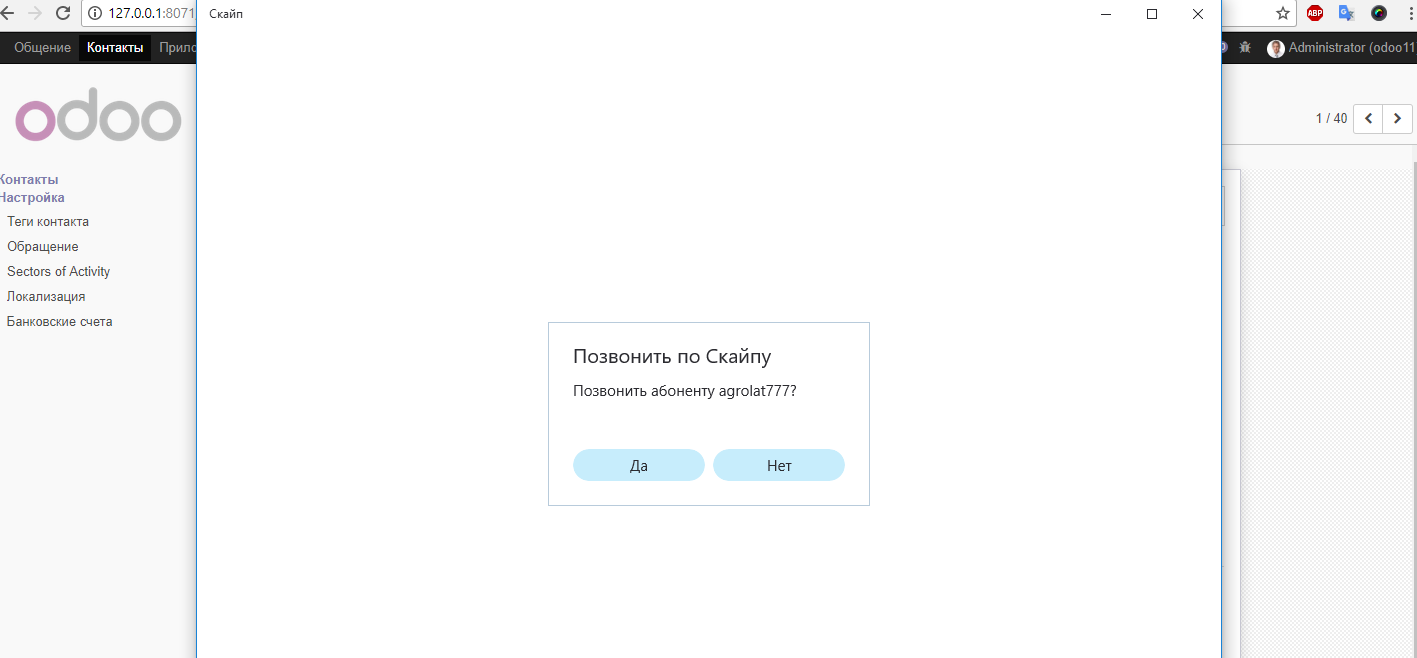 127.0.0.1:8071
Скайп
ABP
Общение
Контакты
Administrator (odoo11
odoo
1 / 40
Контакты
Настройка
Теги контакта
Обращение
Sectors of Activity
Локализация
Банковские счета
Позвонить по Скайпу
Позвонить абоненту agrolat777?
Да
Нет